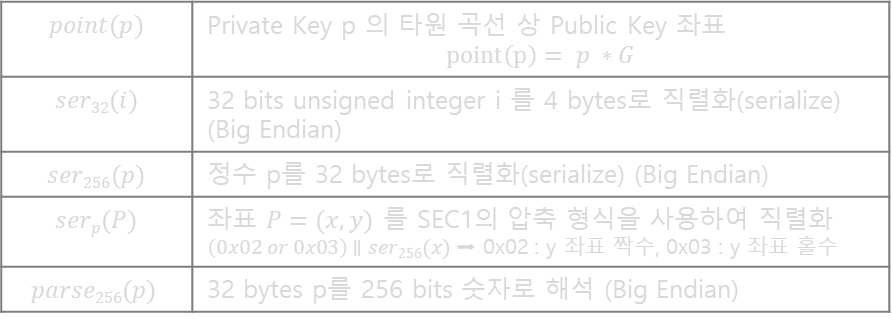 point(p) Private Key p 의 타원 곡선 상 Public Key 좌표
point(p) = p ∗ G
ser₃₂(i) 32 bits unsigned integer i 를 4 bytes로 직렬화(serialize)
(Big Endian)
ser₂₅₆(p) 정수 p를 32 bytes로 직렬화(serialize) (Big Endian)
serₚ(P) 좌표 P = (x, y) 를 SEC1의 압축 형식을 사용하여 직렬화
(0x02 or 0x03) ∥ ser₂₅₆(x) ➡ 0x02 : y 좌표 짝수, 0x03 : y 좌표 홀수
parse₂₅₆(p) 32 bytes p를 256 bits 숫자로 해석 (Big Endian)